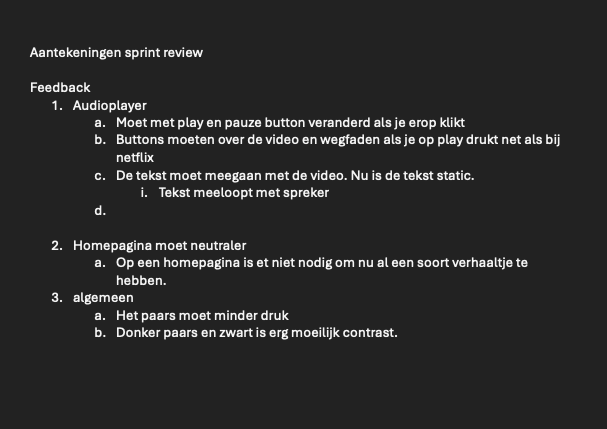 Aantekeningen sprint review
Feedback
1. Audioplayer
a. Moet met play en pauze button veranderd als je erop klikt
b. Buttons moeten over de video en wegfaden als je op play drukt net als bij
netflix
c. De tekst moet meegaan met de video. Nu is de tekst static.
i. Tekst meeloopt met spreker
d.
2. Homepagina moet neutraler
a. Op een homepagina is et niet nodig om nu al een soort verhaaltje te
hebben.
3. algemeen
a. Het paars moet minder druk
b. Donker paars en zwart is erg moeilijk contrast.